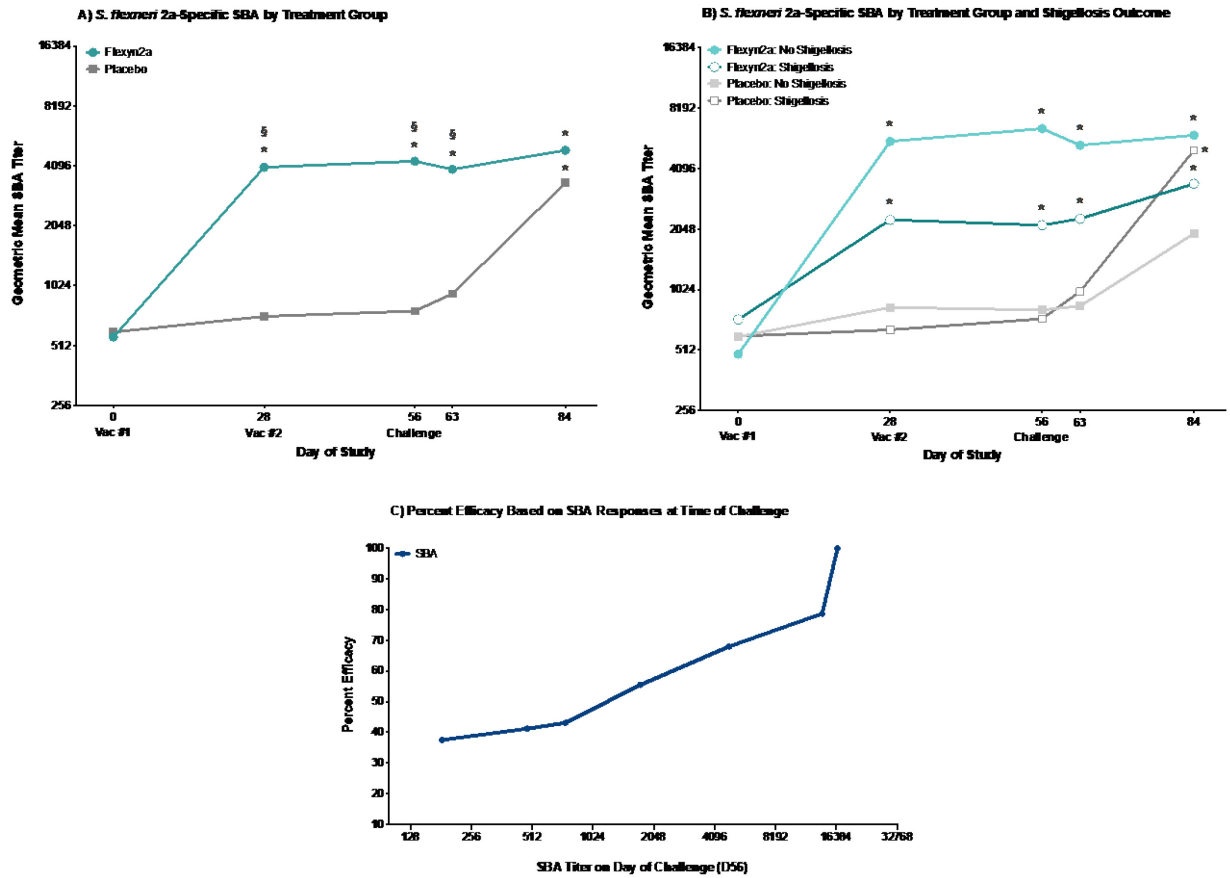 A) S. flexneri 2a-Specific SBA by Treatment Group
16384
8192
4096
2048
1024
512
256
Geometric Mean SBA Titer
Flexyn2a
Placebo
§
*
§
*
§
*
*
*
0
28
56
63
84
Vac #1
Vac #2
Challenge
Day of Study
B) S. flexneri 2a-Specific SBA by Treatment Group and Shigellosis Outcome
16384
8192
4096
2048
1024
512
256
Geometric Mean SBA Titer
Flexyn2a: No Shigellosis
Flexyn2a: Shigellosis
Placebo: No Shigellosis
Placebo: Shigellosis
*
*
*
*
*
*
*
*
*
0
28
56
63
84
Vac #1
Vac #2
Challenge
Day of Study
C) Percent Efficacy Based on SBA Responses at Time of Challenge
100
90
80
70
60
50
40
30
20
10
Percent Efficacy
SBA
128
256
512
1024
2048
4096
8192
16384
32768
SBA Titer on Day of Challenge (D56)